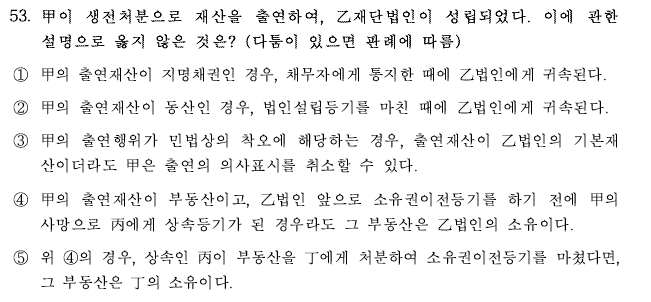 53. 甲이 생전처분으로 재산을 출연하여, 乙재단법인이 성립되었다. 이에 관한
설명으로 옳지 않은 것은? (다툼이 있으면 판례에 따름)
① 甲의 출연재산이 지명채권인 경우, 채무자에게 통지한 때에 乙법인에게 귀속된다.
② 甲의 출연재산이 동산인 경우, 법인설립등기를 마친 때에 乙법인에게 귀속된다.
③ 甲의 출연행위가 민법상의 착오에 해당하는 경우, 출연재산이 乙법인의 기본재
산이더라도 甲은 출연의 의사표시를 취소할 수 있다.
④ 甲의 출연재산이 부동산이고, 乙법인 앞으로 소유권이전등기를 하기 전에 甲의
사망으로 丙에게 상속등기가 된 경우라도 그 부동산은 乙법인의 소유이다.
⑤ 위 ④의 경우, 상속인 丙이 부동산을 丁에게 처분하여 소유권이전등기를 마쳤다면,
그 부동산은 丁의 소유이다.